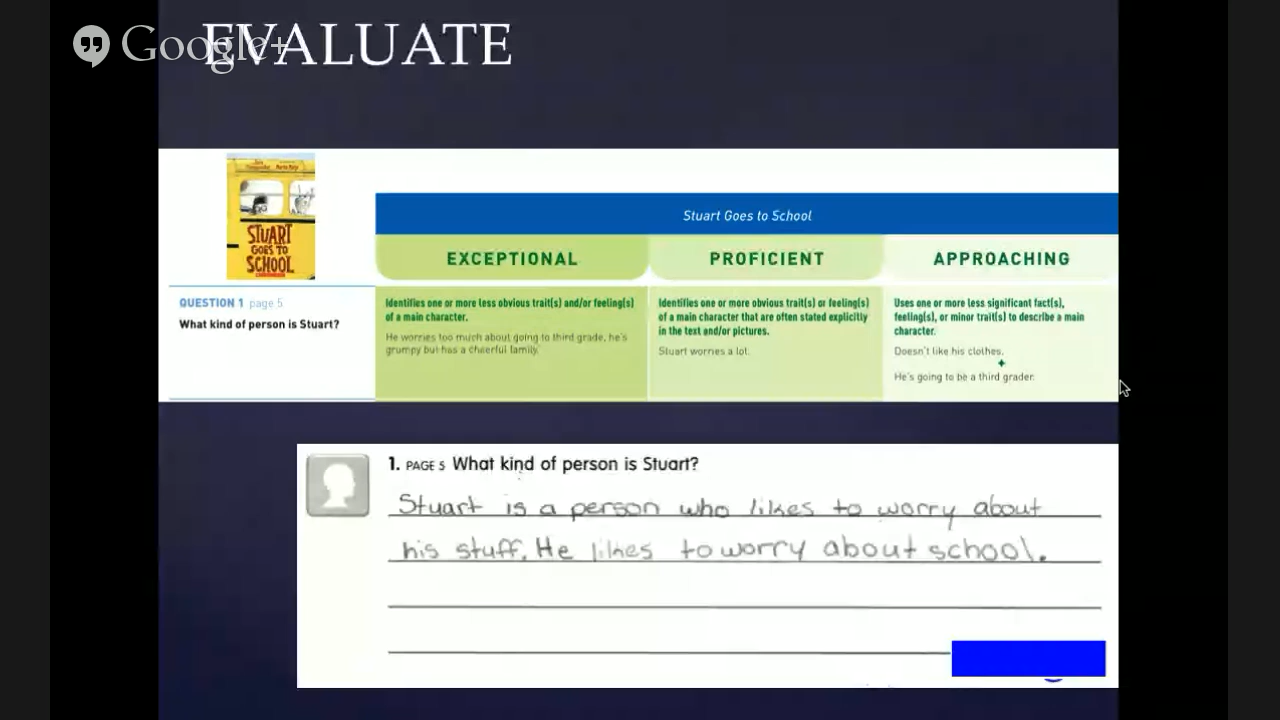 Google+
EVALUATE
STUART
GOES TO
SCHOOL
Stuart Goes to School
EXCEPTIONAL
PROFICIENT
APPROACHING
QUESTION 1 page 5
What kind of person is Stuart?
Identifies one or more less obvious trait(s) and/or feeling(s)
of a main character.
He worries too much about going to third grade, he's
grumpy but has a cheerful family.
Identifies one or more obvious trait(s) or feeling(s)
of a main character that are often stated explicitly
in the text and/or pictures.
Stuart worries a lot.
Uses one or more less significant fact(s),
feeling(s), or minor trait(s) to describe a main
character.
Doesn't like his clothes.
He's going to be a third grader.
1. PAGE 5 What kind of person is Stuart?
Stuart is a person who likes to worry about
his stuff. He likes to worry about school.